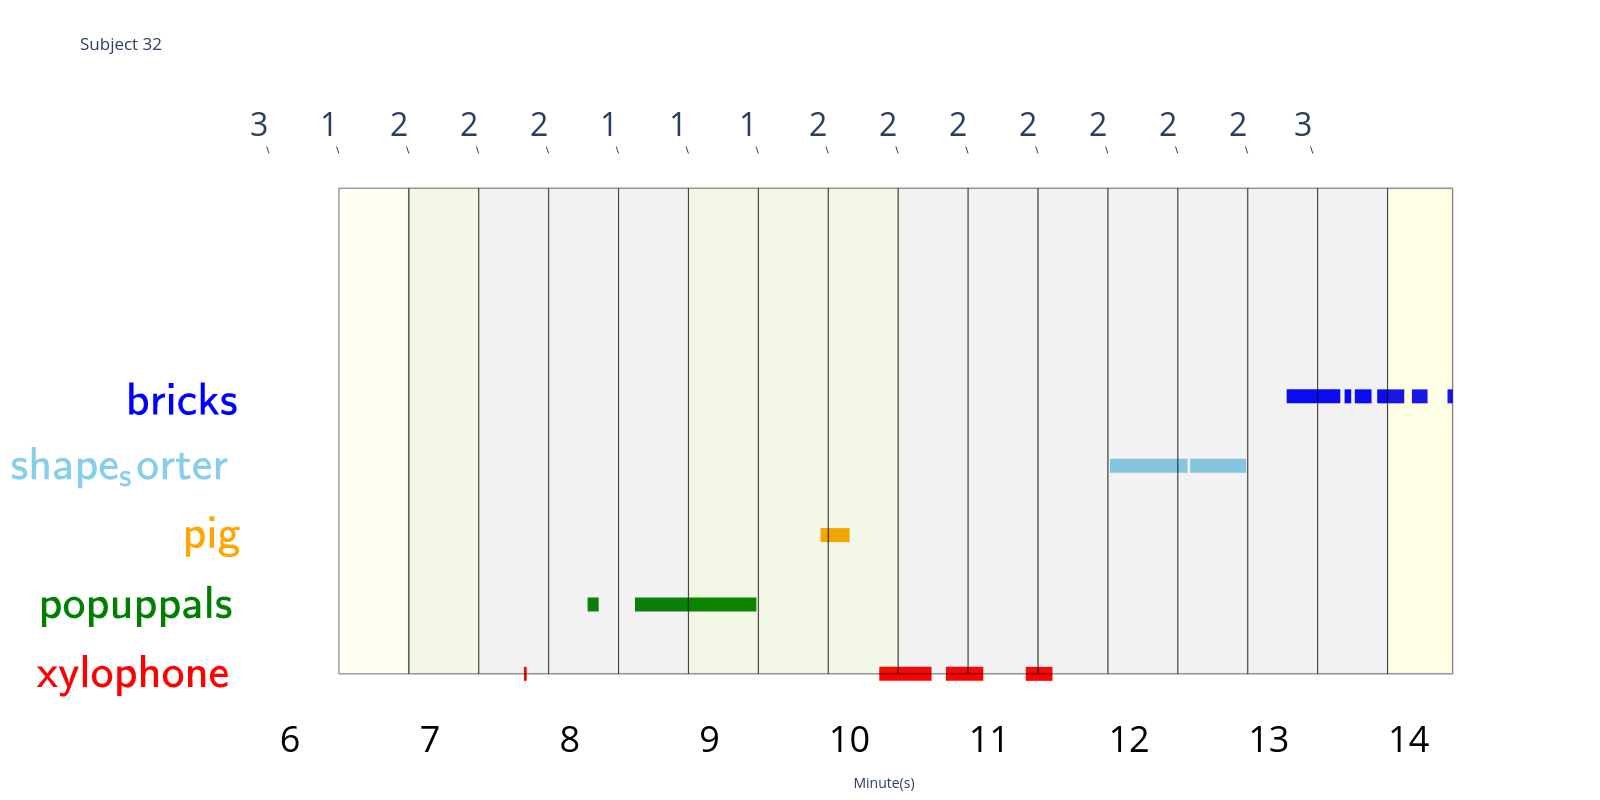 Subject 32
3 1 2 2 2 1 1 1 2 2 2 2 2 2 2 3
bricks
shapesorter
pig
popuppals
xylophone
6 7 8 9 10 11 12 13 14
Minute(s)